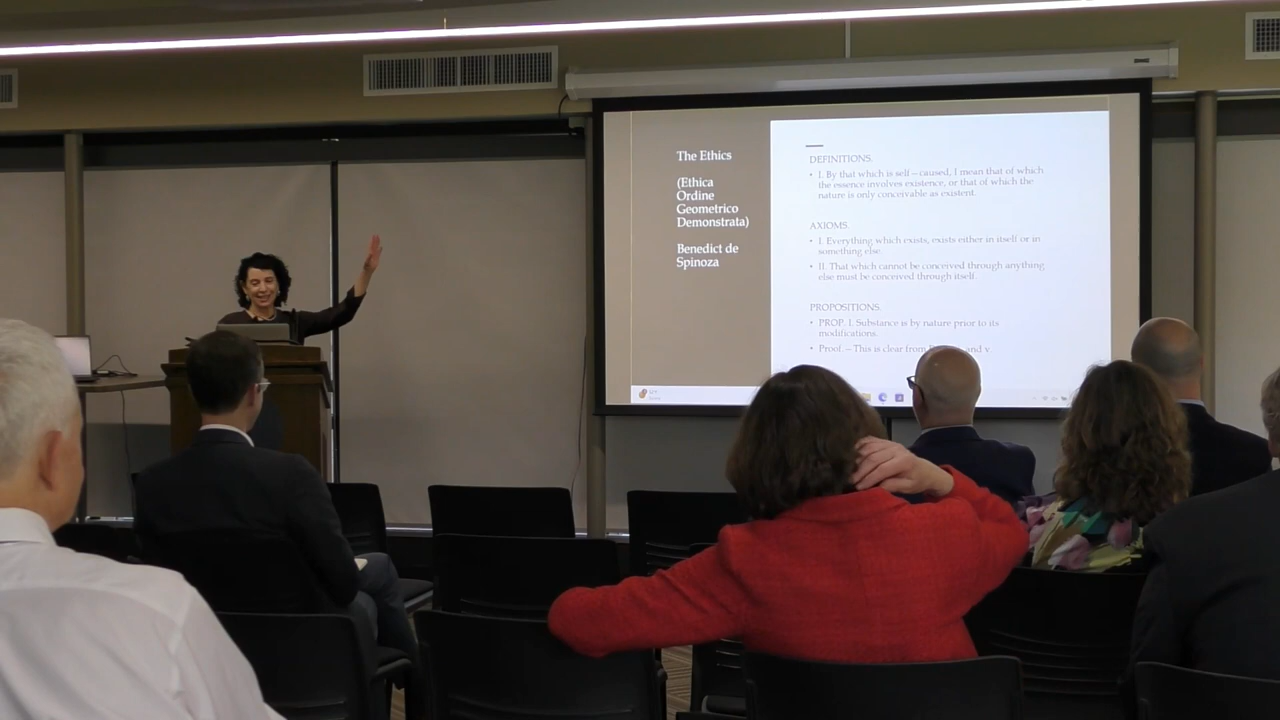 The Ethics
(Ethica
Ordine
Geometrico
Demonstrata)
Benedict de
Spinoza
DEFINITIONS.
• I. By that which is self—caused, I mean that of which
the essence involves existence, or that of which the
nature is only conceivable as existent.
AXIOMS.
• I. Everything which exists, exists either in itself or in
something else.
• II. That which cannot be conceived through anything
else must be conceived through itself.
PROPOSITIONS.
• PROP. I. Substance is by nature prior to its
modifications.
• Proof.—This is clear from and v